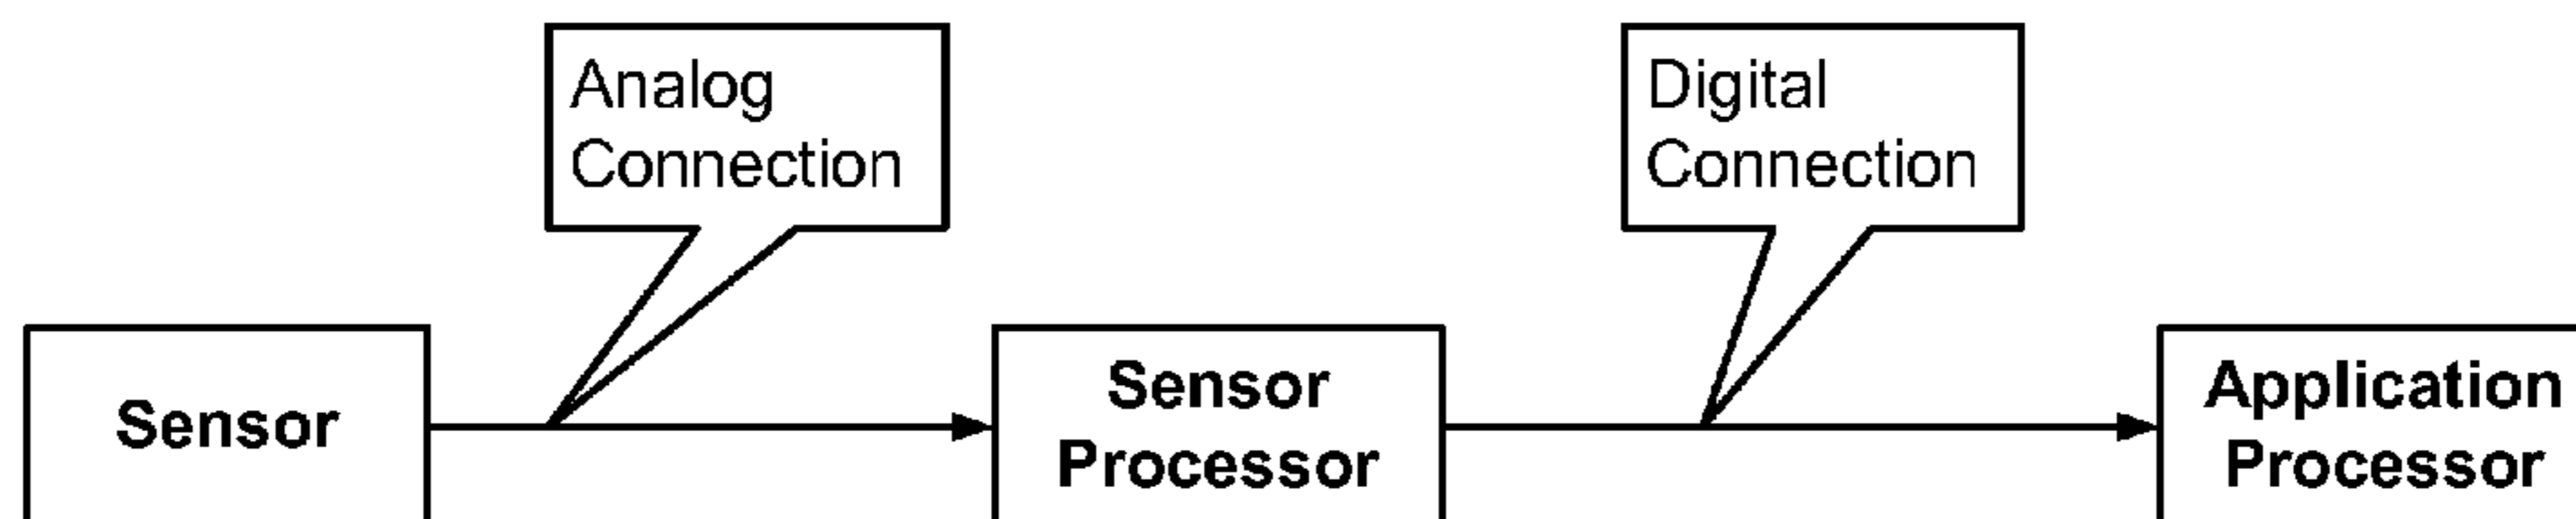 Analog
Connection
Digital
Connection
Sensor
Sensor
Processor
Application
Processor